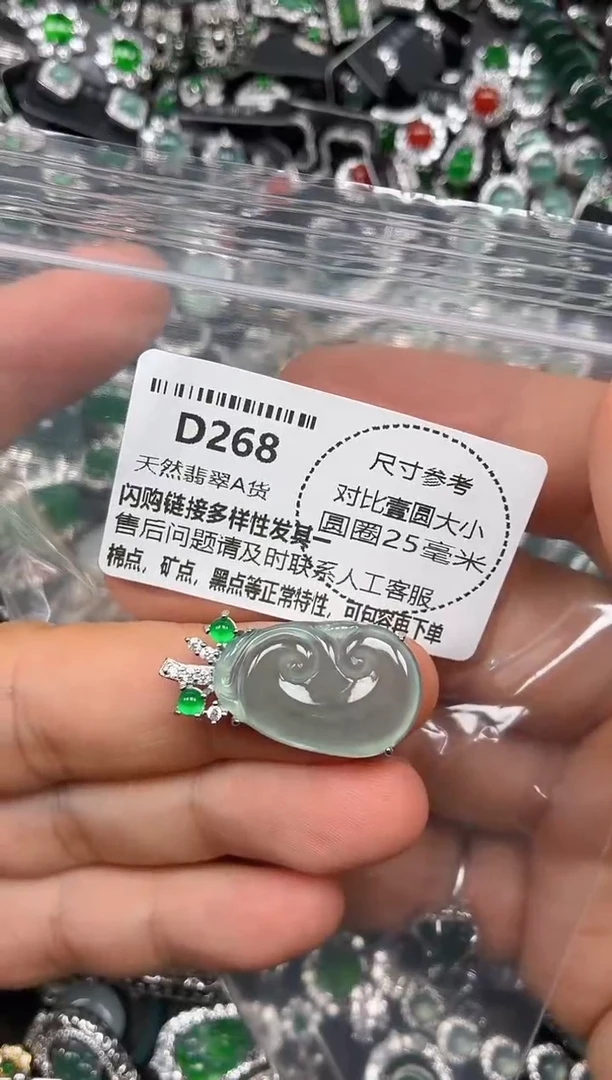 D268
天然翡翠A货
闪购链接多样性发其一
售后问题请及时联系人工客服
棉点，矿点，黑点等正常特性，可包容再下单
尺寸参考
对比壹圆大小
圆圈25毫米